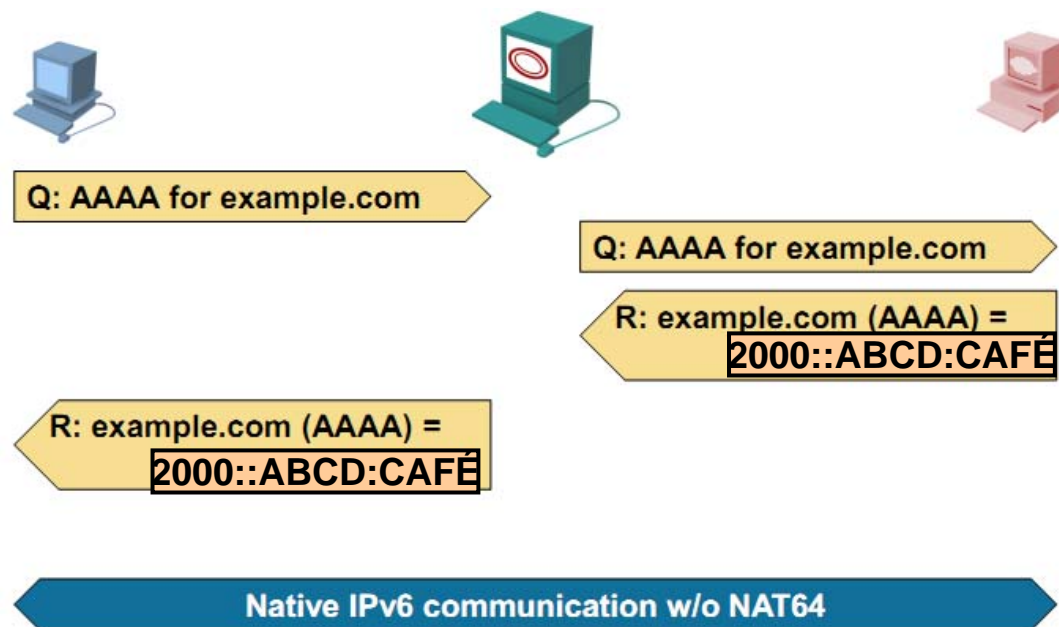 Q: AAAA for example.com
Q: AAAA for example.com
R: example.com (AAAA) =
2000::ABCD:CAFÉ
R: example.com (AAAA) =
2000::ABCD:CAFÉ
Native IPv6 communication w/o NAT64